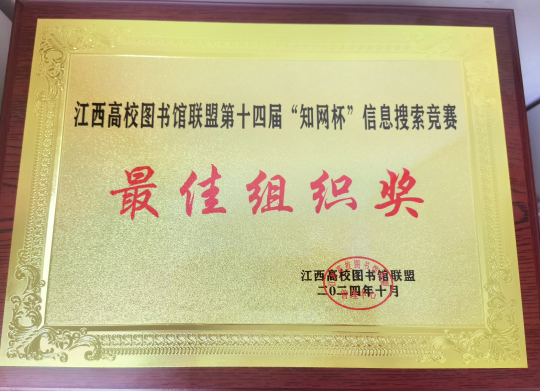 江西高校图书馆联盟第十四届“知网杯”信息搜索竞赛
最佳组织奖
江西高校图书馆联盟
二〇二四年十月